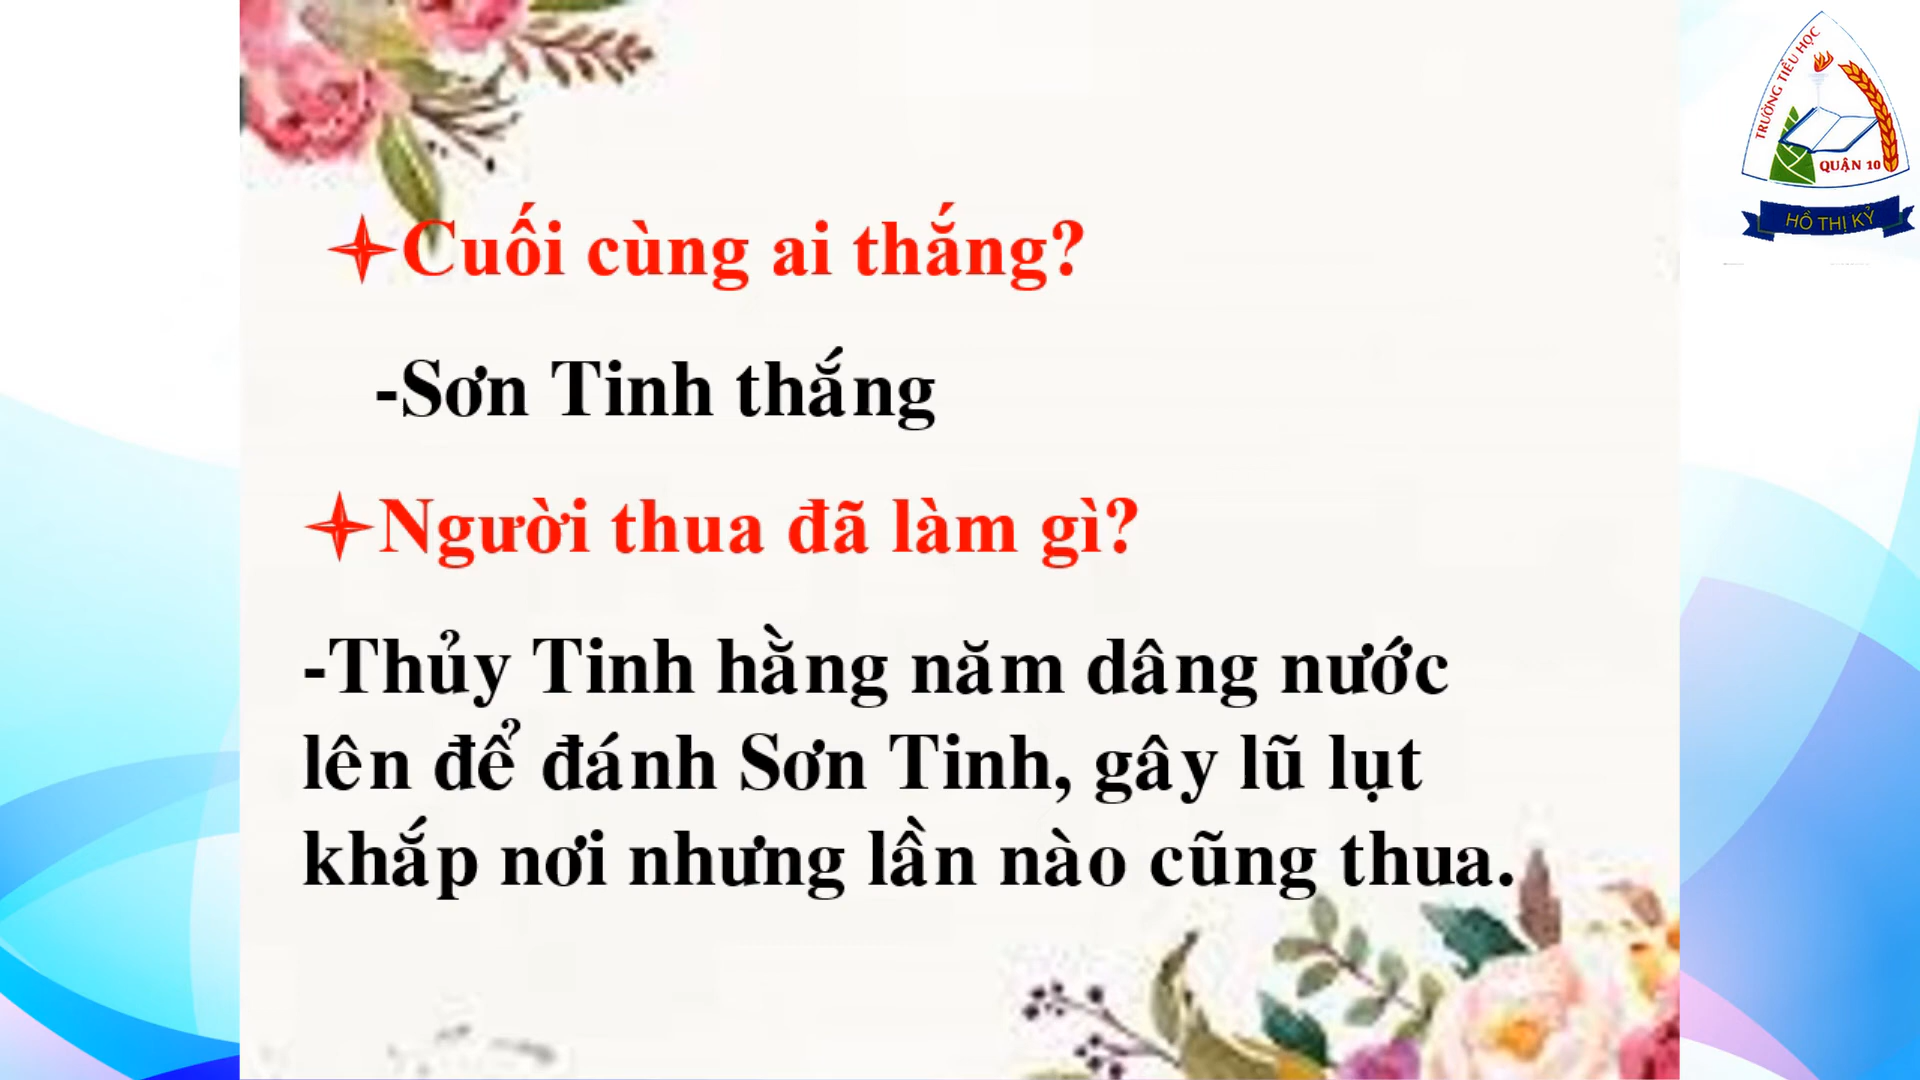 TRƯỜNG TIỂU HỌC
QUẬN 10
HỒ THỊ KỶ
Cuối cùng ai thắng?
-Sơn Tinh thắng
Người thua đã làm gì?
-Thủy Tinh hằng năm dâng nước
lên để đánh Sơn Tinh, gây lũ lụt
khắp nơi nhưng lần nào cũng thua.